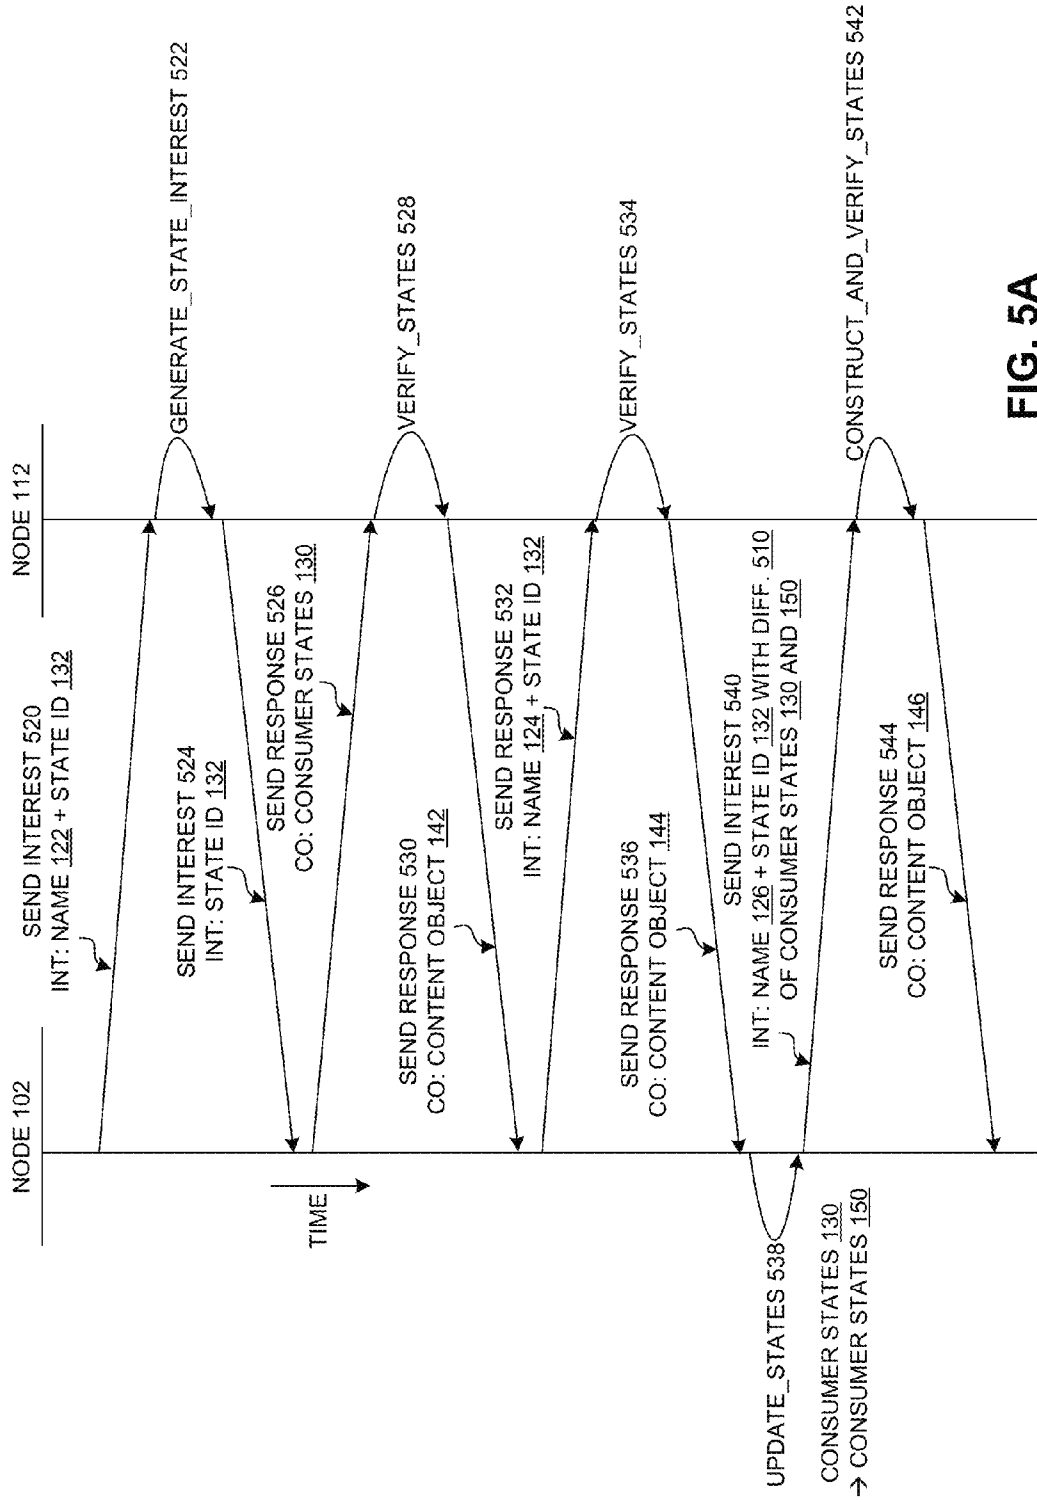 NODE 102
NODE 112
SEND INTEREST 520
INT: NAME 122 + STATE ID 132
GENERATE_STATE_INTEREST 522
SEND INTEREST 524
INT: STATE ID 132
TIME
SEND RESPONSE 526
CO: CONSUMER STATES 130
VERIFY_STATES 528
SEND RESPONSE 530
CO: CONTENT OBJECT 142
SEND RESPONSE 532
INT: NAME 124 + STATE ID 132
VERIFY_STATES 534
SEND RESPONSE 536
CO: CONTENT OBJECT 144
UPDATE_STATES 538
CONSUMER STATES 130
→ CONSUMER STATES 150
SEND INTEREST 540
INT: NAME 126 + STATE ID 132 WITH DIFF. 510
OF CONSUMER STATES 130 AND 150
CONSTRUCT_AND_VERIFY_STATES 542
SEND RESPONSE 544
CO: CONTENT OBJECT 146
FIG. 5A